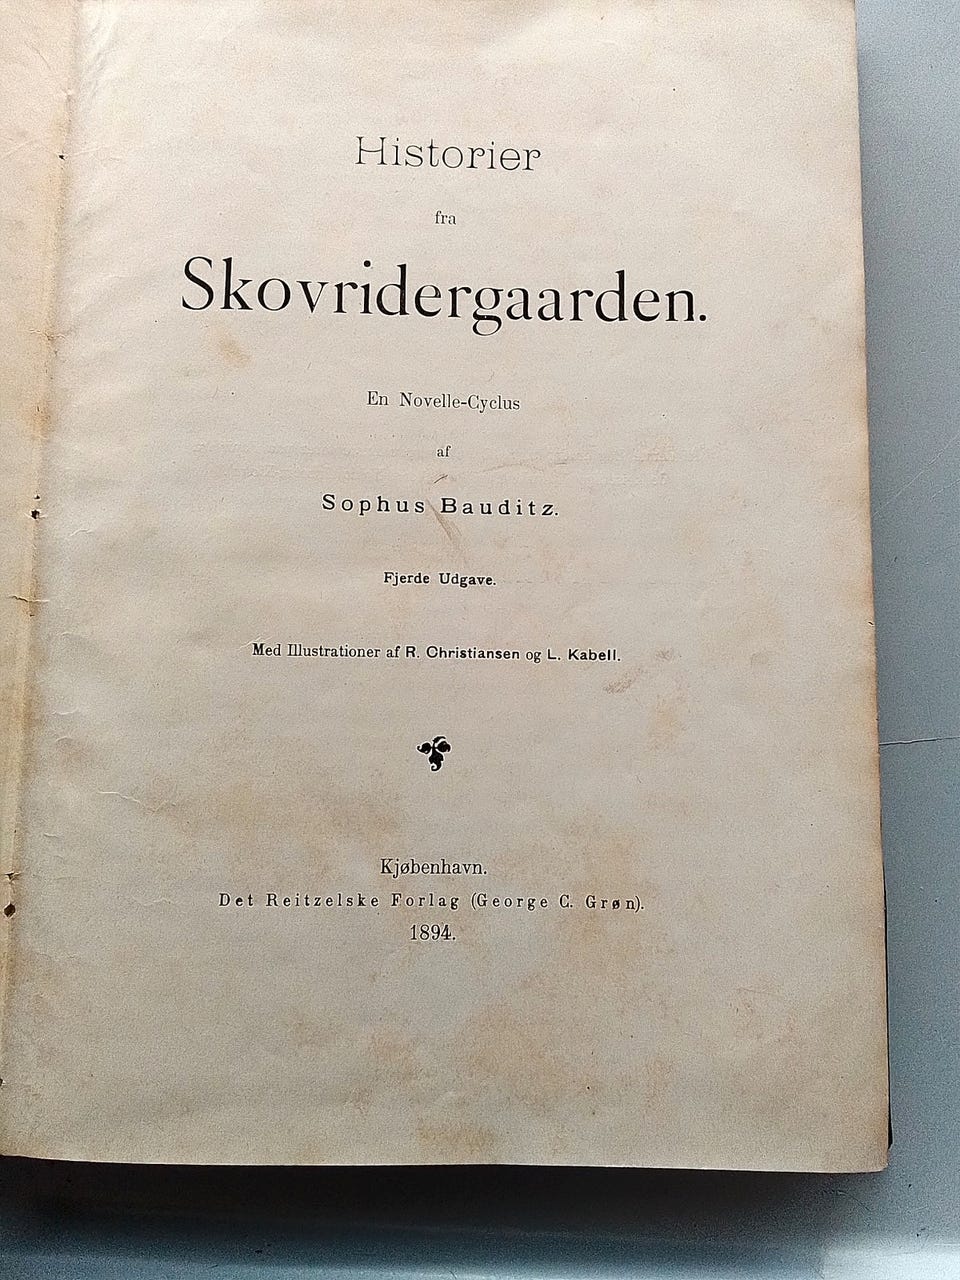 Historier
fra
Skovridergaarden.
En Novelle-Cyclus
af
Sophus Bauditz.
Fjerde Udgave.
Med Illustrationer af R. Christiansen og L. Kabell.
Kjøbenhavn.
Det Reitzelske Forlag (George C. Grøn).
1894.